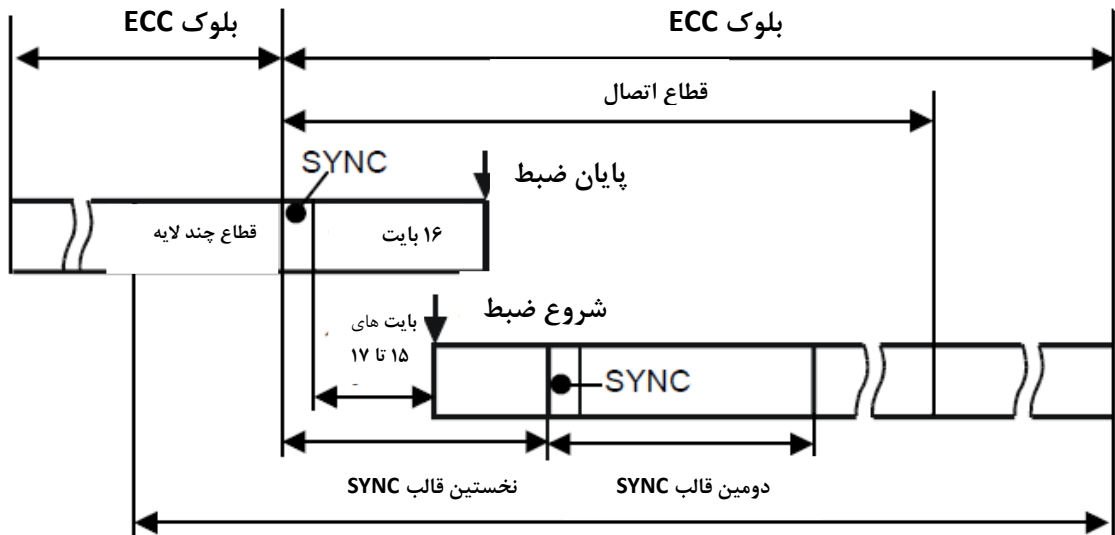 بلوک ECC
بلوک ECC
قطاع اتصال
SYNC
پایان ضبط
قطاع چند لایه
۱۶ بایت
شروع ضبط
بایت های
۱۵ تا ۱۷
SYNC
نخستین قالب SYNC
دومین قالب SYNC